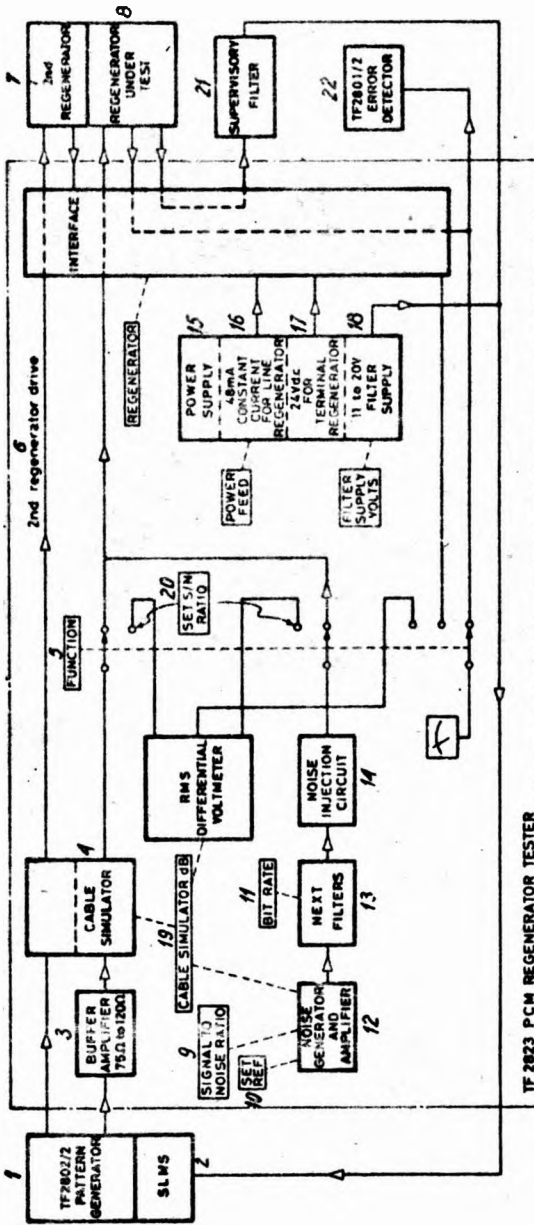 1
TF2802/2
PATTERN
GENERATOR
SLMS
2
3
BUFFER
AMPLIFIER
75Ω to 120Ω
4
CABLE
SIMULATOR
5
FUNCTION
6
2nd regenerator drive
7
2nd
REGENERATOR
8
REGENERATOR
UNDER
TEST
INTERFACE
REGENERATOR
9
SIGNAL TO
NOISE RATIO
10
SET REF
11
BIT RATE
12
NOISE
GENERATOR
AND
AMPLIFIER
13
NEXT
FILTERS
14
NOISE
INJECTION
CIRCUIT
RMS
DIFFERENTIAL
VOLTMETER
19
CABLE SIMULATOR dB
20
SET S/N
RATIO
POWER
FEED
FILTER
SUPPLY
VOLTS
15
POWER
SUPPLY
16
48mA
CONSTANT
CURRENT
FOR LINE
REGENERATOR
17
24Vdc
FOR
TERMINAL
REGENERATOR
18
11 to 20V
FILTER
SUPPLY
21
SUPERVISORY
FILTER
22
TF2801/2
ERROR
DETECTOR
TF 2823 PCM REGENERATOR TESTER